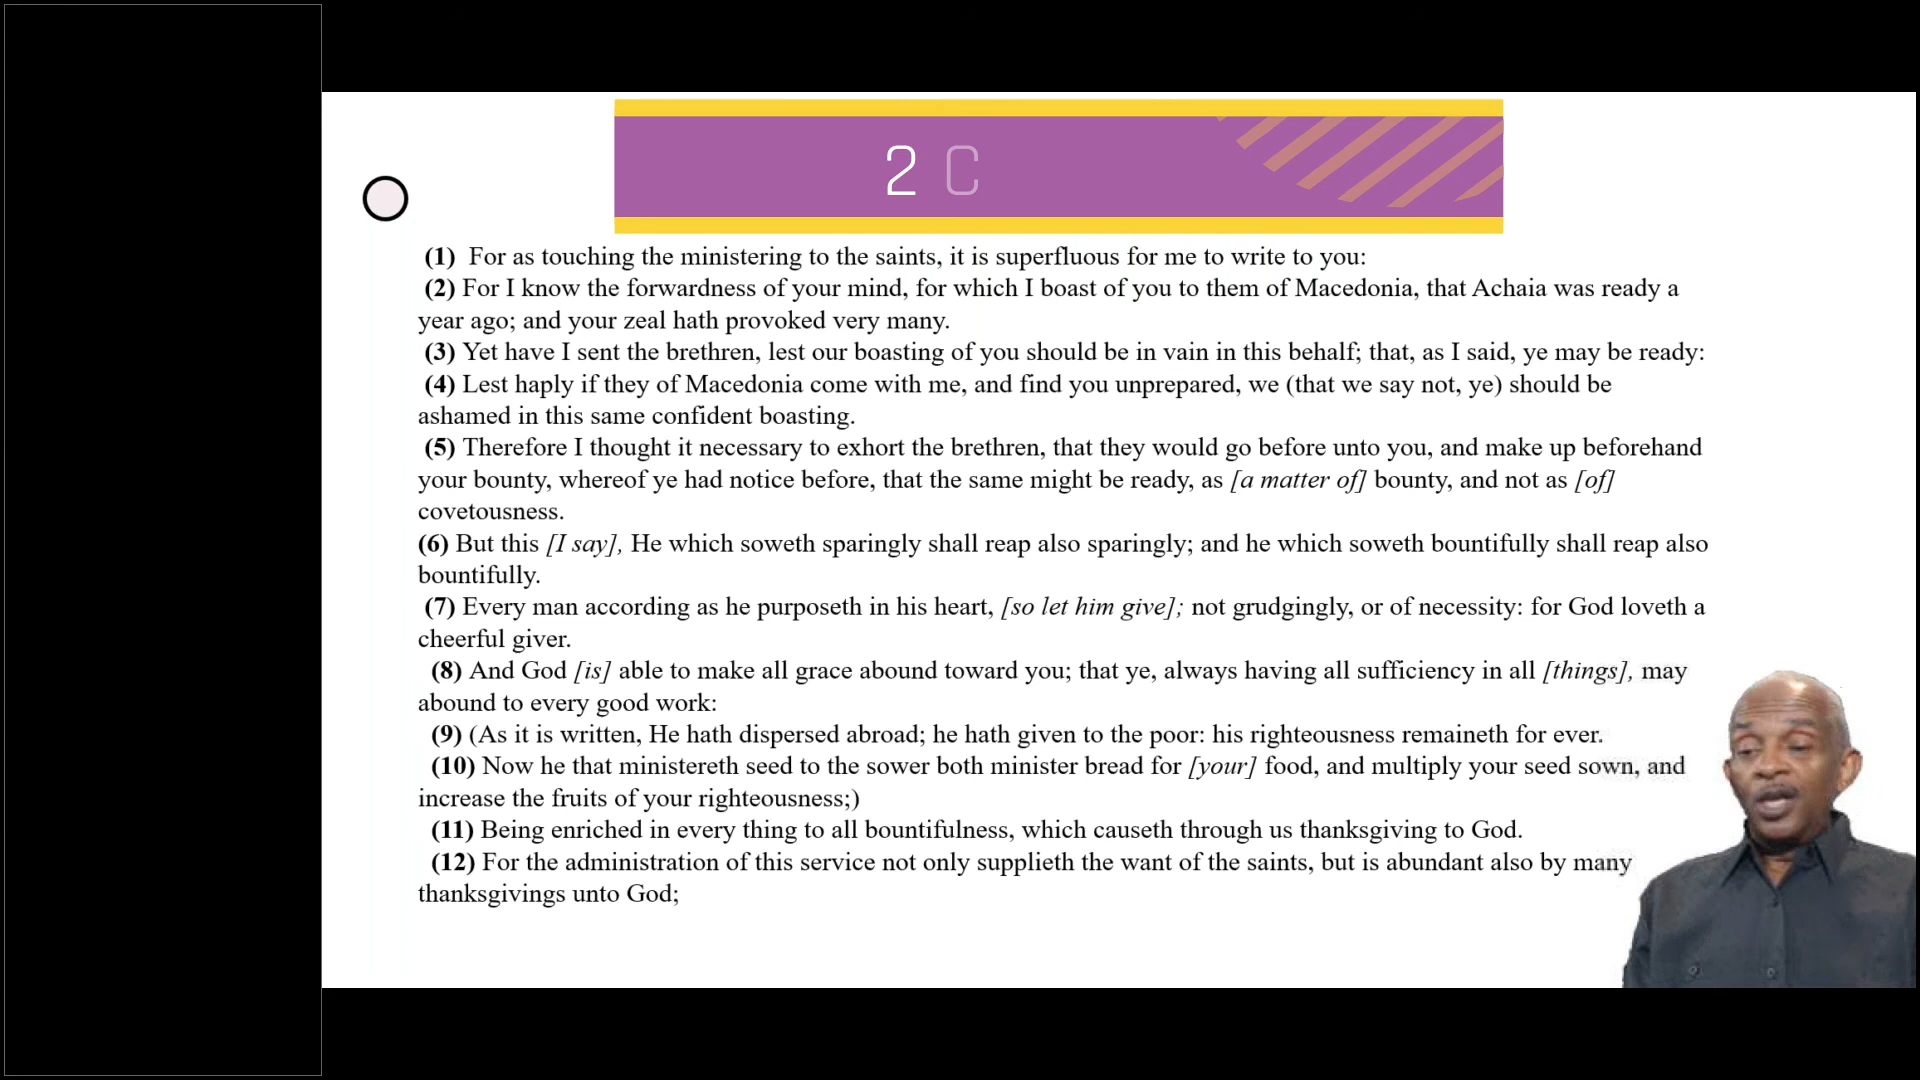 2 C
(1) For as touching the ministering to the saints, it is superfluous for me to write to you:
(2) For I know the forwardness of your mind, for which I boast of you to them of Macedonia, that Achaia was ready a
year ago; and your zeal hath provoked very many.
(3) Yet have I sent the brethren, lest our boasting of you should be in vain in this behalf; that, as I said, ye may be ready:
(4) Lest haply if they of Macedonia come with me, and find you unprepared, we (that we say not, ye) should be
ashamed in this same confident boasting.
(5) Therefore I thought it necessary to exhort the brethren, that they would go before unto you, and make up beforehand
your bounty, whereof ye had notice before, that the same might be ready, as [a matter of] bounty, and not as [of]
covetousness.
(6) But this [I say], He which soweth sparingly shall reap also sparingly; and he which soweth bountifully shall reap also
bountifully.
(7) Every man according as he purposeth in his heart, [so let him give]; not grudgingly, or of necessity: for God loveth a
cheerful giver.
(8) And God [is] able to make all grace abound toward you; that ye, always having all sufficiency in all [things], may
abound to every good work:
(9) (As it is written, He hath dispersed abroad; he hath given to the poor: his righteousness remaineth for ever.
(10) Now he that ministereth seed to the sower both minister bread for [your] food, and multiply your seed sown, and
increase the fruits of your righteousness;)
(11) Being enriched in every thing to all bountifulness, which causeth through us thanksgiving to God.
(12) For the administration of this service not only supplieth the want of the saints, but is abundant also by many
thanksgivings unto God;